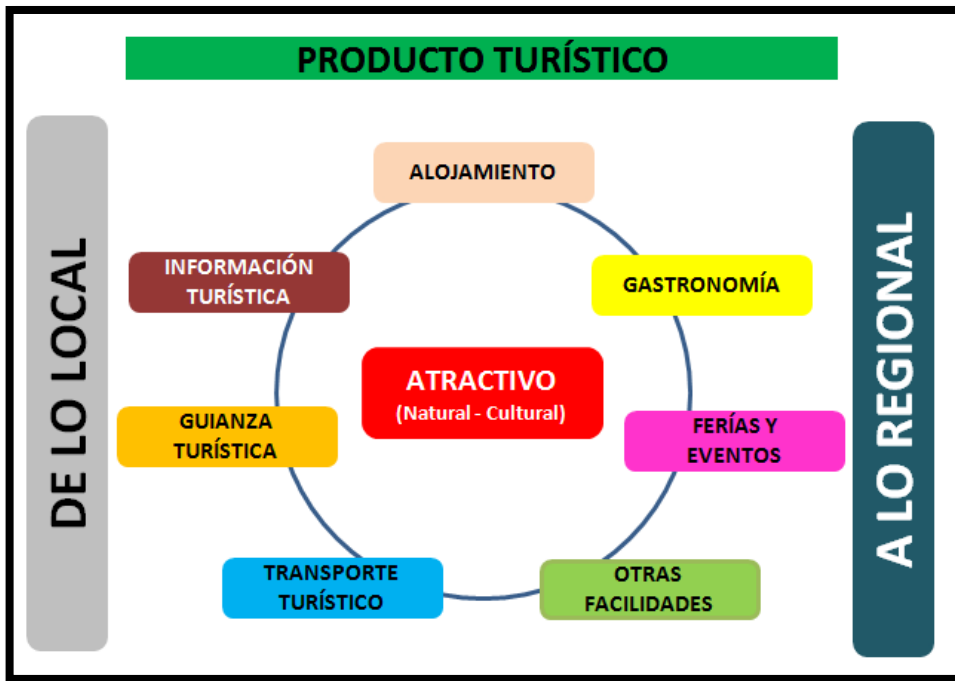 PRODUCTO TURÍSTICO
DE LO LOCAL
ALOJAMIENTO
INFORMACIÓN
TURÍSTICA
GASTRONOMÍA
ATRACTIVO
(Natural - Cultural)
GUIANZA
TURÍSTICA
FERÍAS Y
EVENTOS
TRANSPORTE
TURÍSTICO
OTRAS
FACILIDADES
A LO REGIONAL